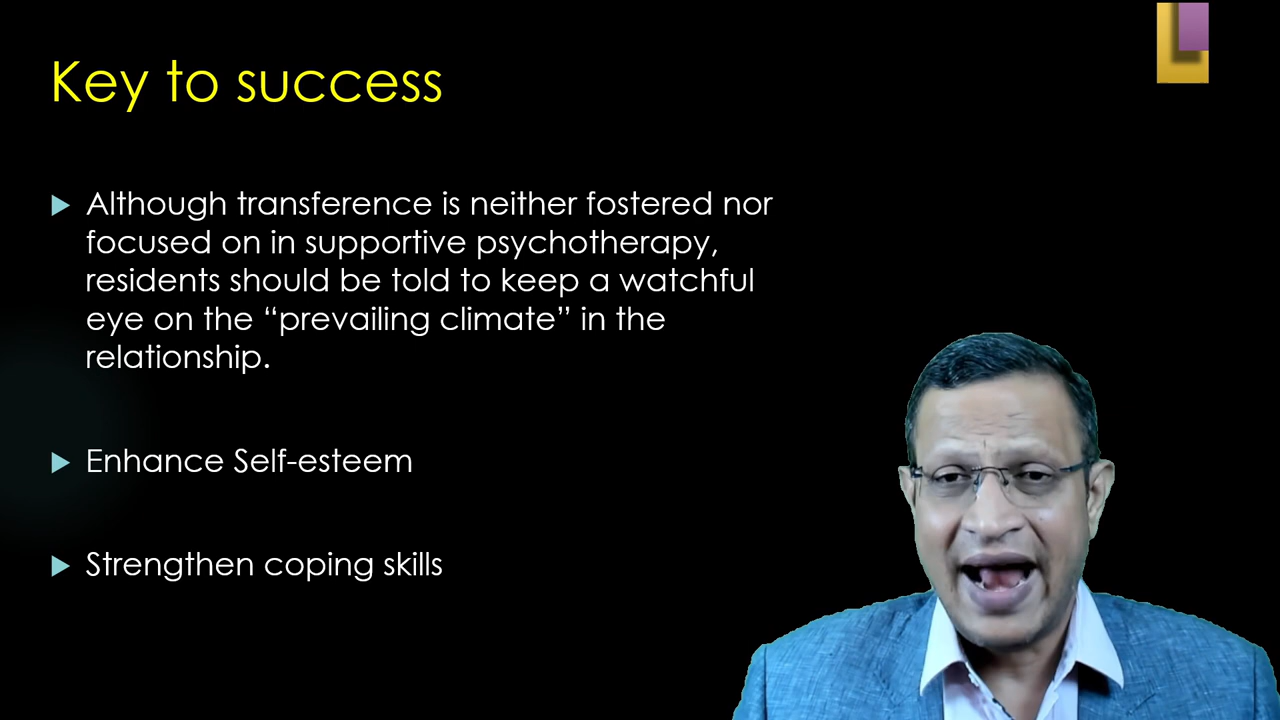 Key to success
Although transference is neither fostered nor
focused on in supportive psychotherapy,
residents should be told to keep a watchful
eye on the “prevailing climate” in the
relationship.
Enhance Self-esteem
Strengthen coping skills